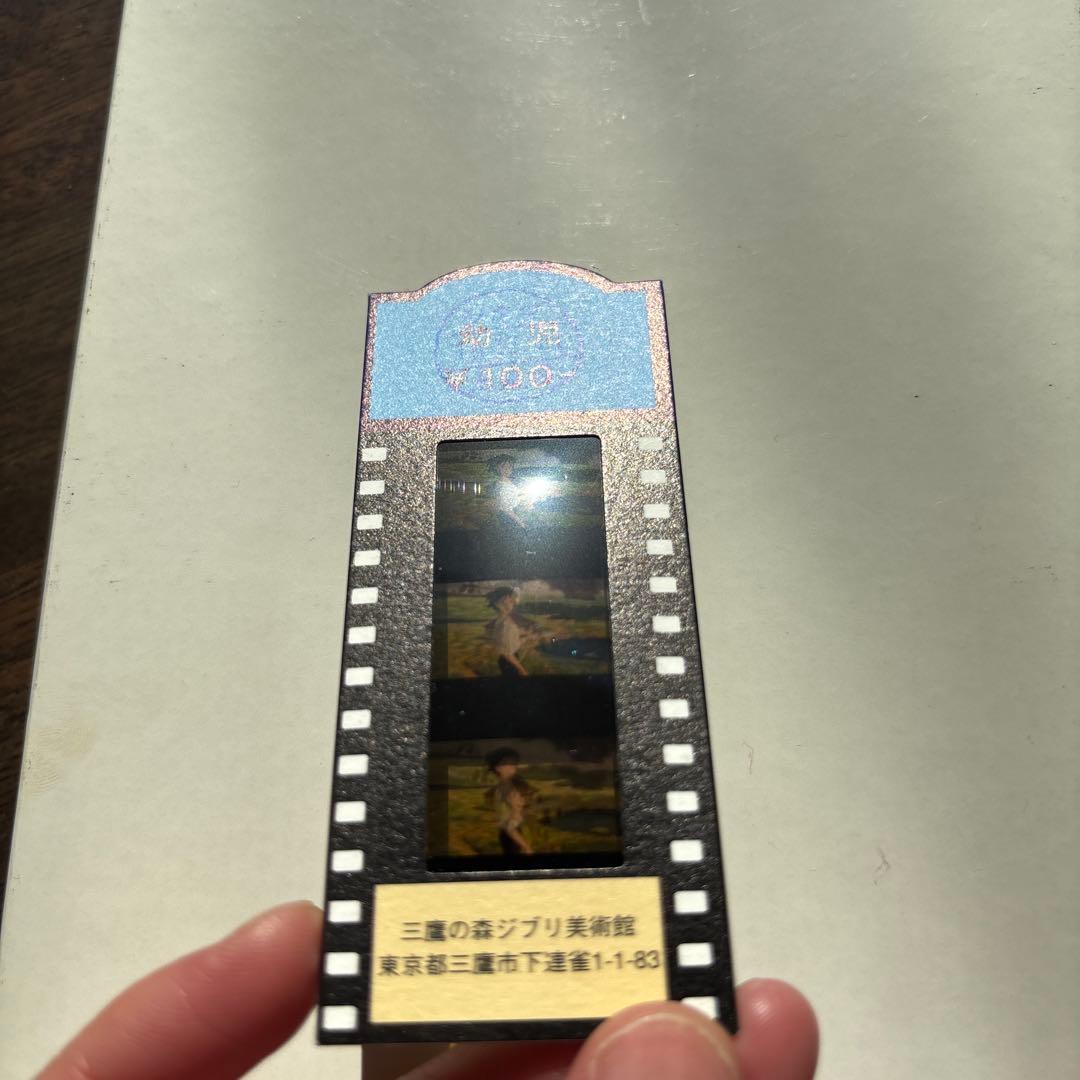 幼児
¥100-
三鷹の森ジブリ美術館
東京都三鷹市下連雀1-1-83